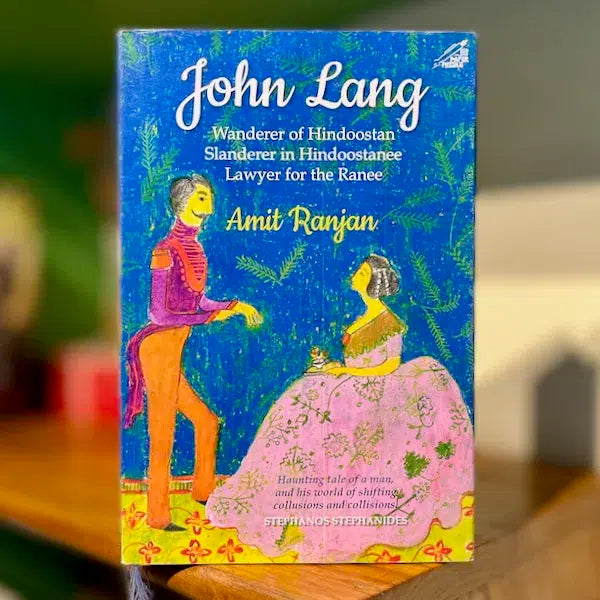 John Lang
Wanderer of Hindoostan
Slanderer in Hindoostanee
Lawyer for the Ranee
Amit Ranjan
Haunting tale of a man,
and his world of shifting
collusions and collisions
STEPHANOS STEPHANIDES